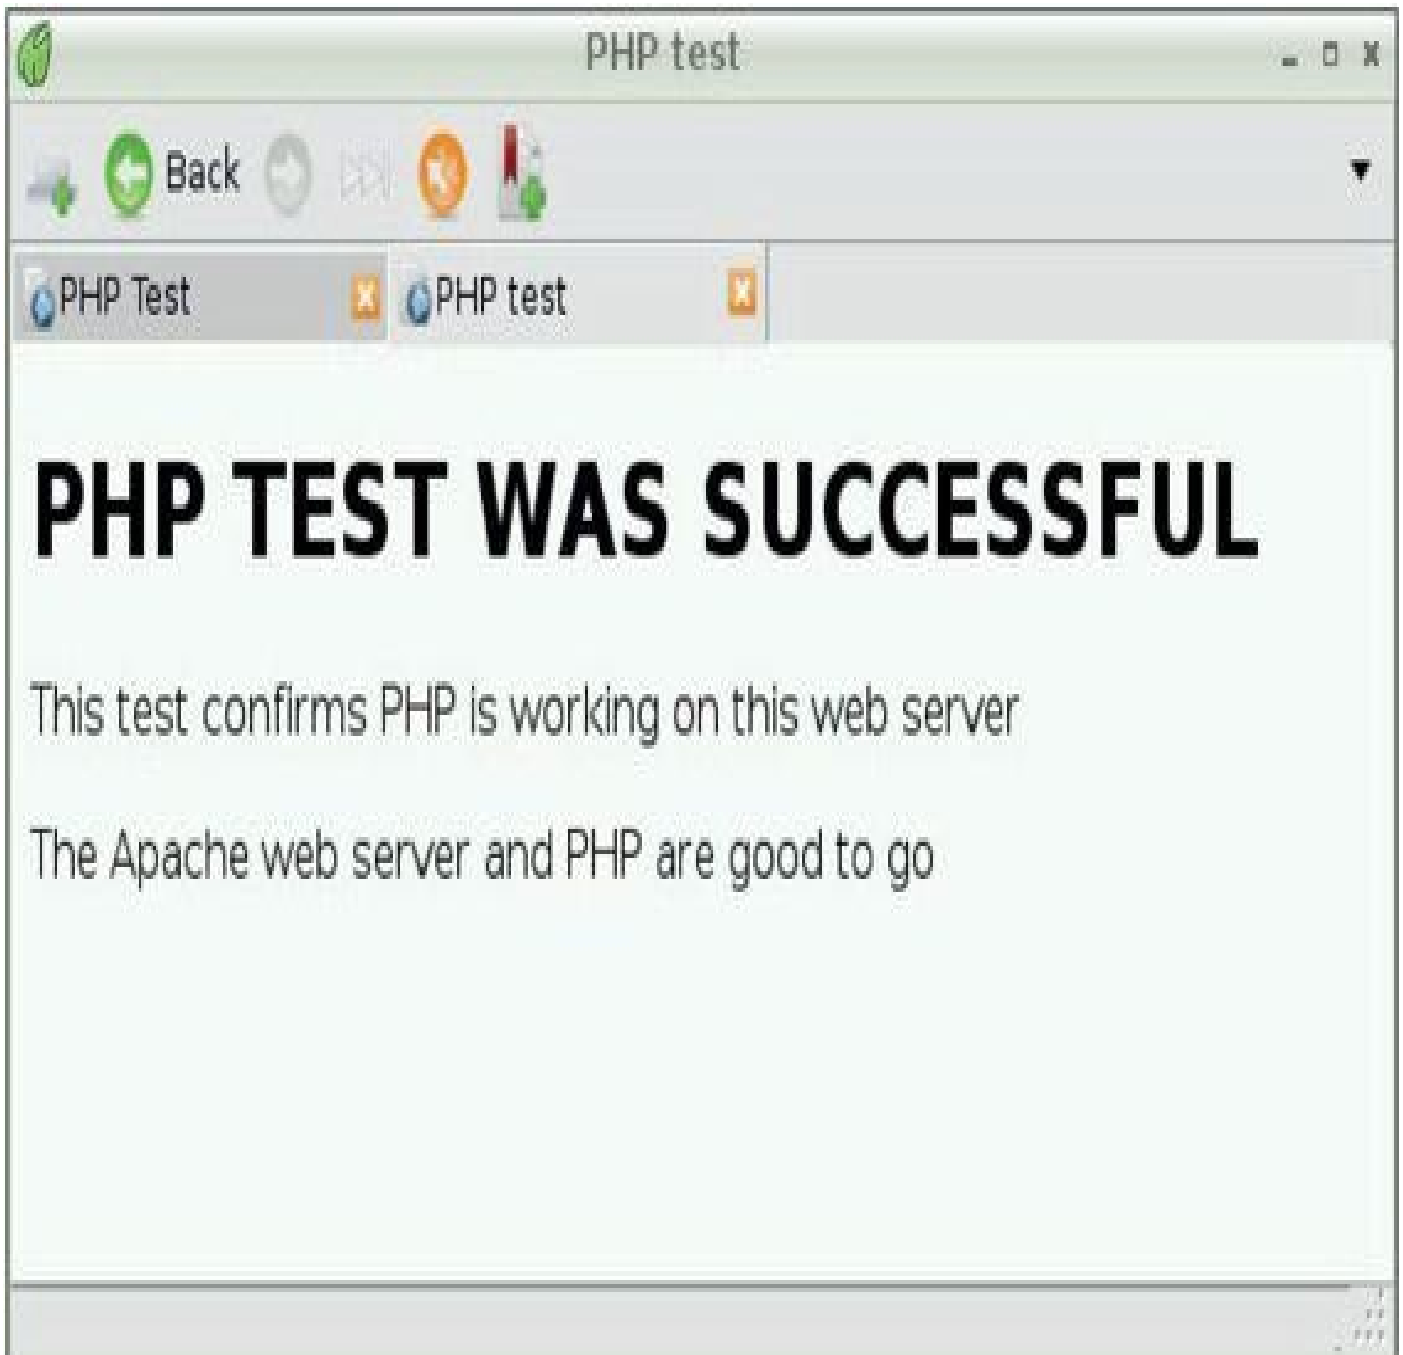 PHP test
Back
PHP Test
PHP test
PHP TEST WAS SUCCESSFUL
This test confirms PHP is working on this web server
The Apache web server and PHP are good to go